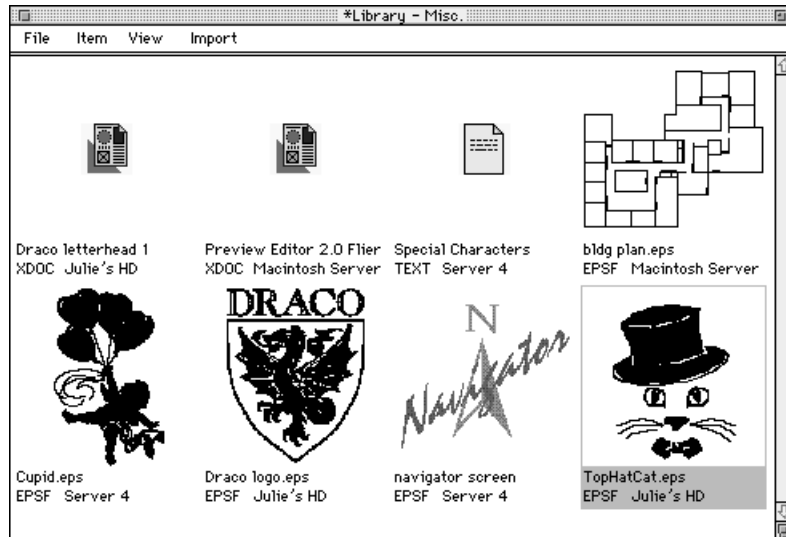 *Library – Misc.
File Item View Import
Draco letterhead 1
XDOC Julie's HD
Preview Editor 2.0 Flier
XDOC Macintosh Server
Special Characters
TEXT Server 4
bldg plan.eps
EPSF Macintosh Server
DRACO
N
Navigator
Cupid.eps
EPSF Server 4
Draco logo.eps
EPSF Julie's HD
navigator screen
EPSF Server 4
TopHatCat.eps
EPSF Julie's HD